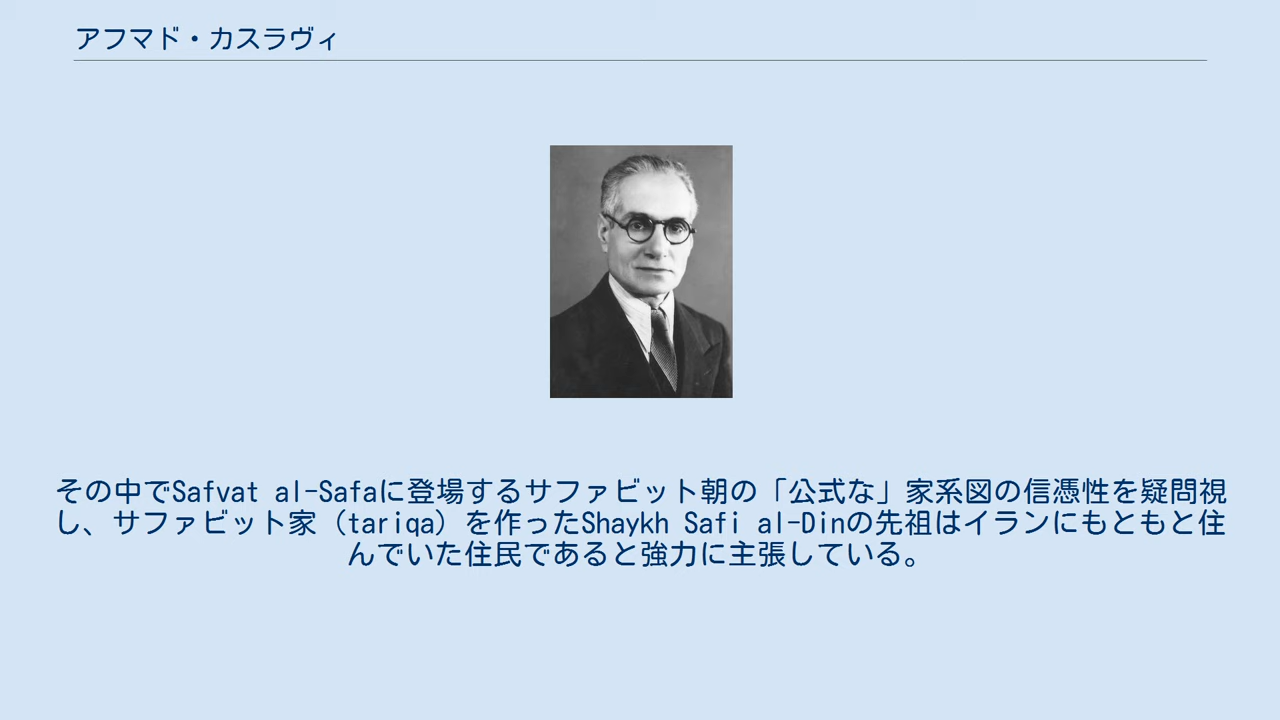 アフマド・カスラヴィ
その中でSafvat al-Safaに登場するサファビット朝の「公式な」家系図の信憑性を疑問視
し、サファビット家（tariqa）を作ったShaykh Safi al-Dinの先祖はイランにもともと住
んでいた住民であると強力に主張している。